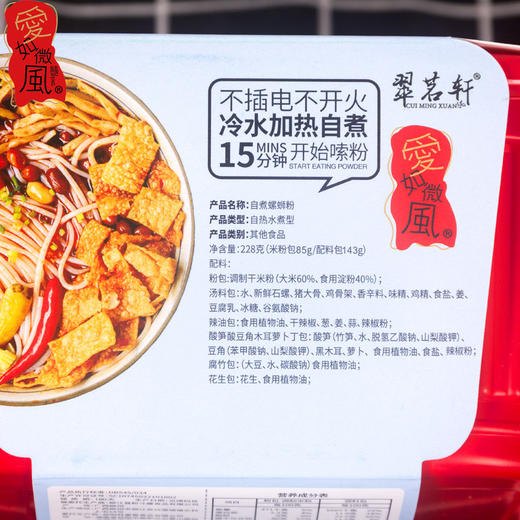 愛如微風
翠茗轩®
CUI MING XUAN
愛如微風
不插电不开火
冷水加热自煮
15 MINS 分钟 开始嗦粉
START EATING POWDER
产品名称：自煮螺蛳粉
产品类型：自热水煮型
产品类别：其他食品
净含量：228克（米粉包85g/配料包143g）
配料：
粉包：调制干米粉（大米60%、食用淀粉40%）；
汤料包：水、新鲜石螺、猪大骨、鸡骨架、香辛料、味精、鸡精、食盐、姜、
豆腐乳、冰糖、谷氨酸钠；
辣油包：食用植物油、干辣椒、葱、姜、蒜、辣椒粉；
酸笋酸豆角木耳萝卜丁包：酸笋（竹笋、水、脱氢乙酸钠、山梨酸钾）、
豆角（苯甲酸钠、山梨酸钾）、黑木耳、萝卜、食用植物油、食盐、辣椒粉；
腐竹包：（大豆、水、碳酸钠）食用植物油；
花生包：花生、食用植物油；
营养成分表